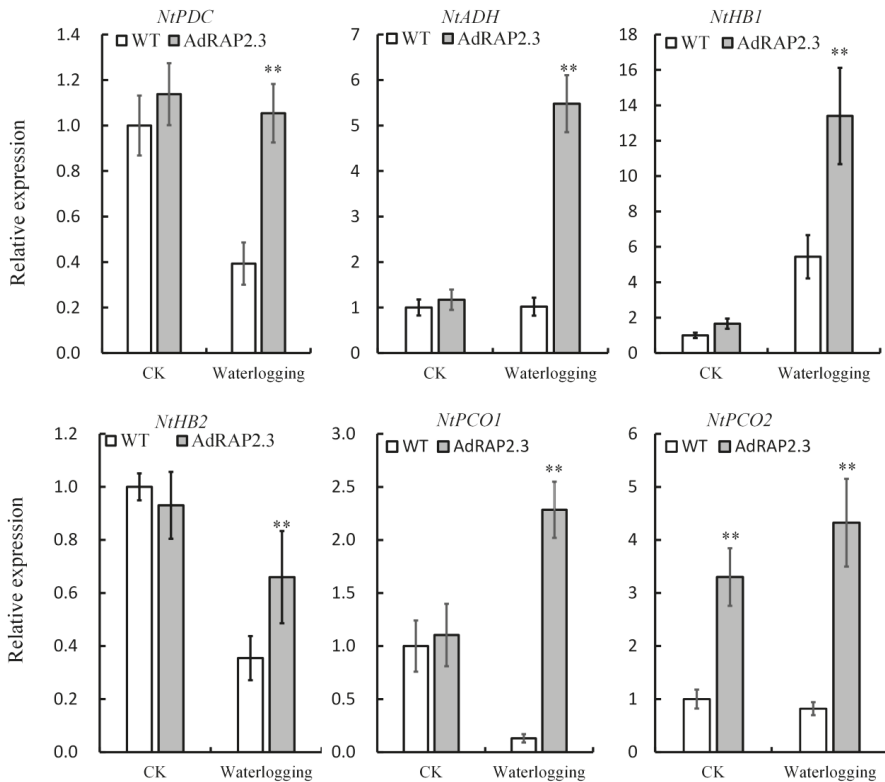 NtPDC
WT AdRAP2.3
1.4
1.2
1.0
0.8
0.6
0.4
0.2
0.0
Relative expression
**
CK Waterlogging
NtADH
WT AdRAP2.3
7
6
5
4
3
2
1
0
**
CK Waterlogging
NtHB1
WT AdRAP2.3
18
16
14
12
10
8
6
4
2
0
**
CK Waterlogging
NtHB2
WT AdRAP2.3
1.2
1.0
0.8
0.6
0.4
0.2
0.0
Relative expression
**
CK Waterlogging
NtPCO1
WT AdRAP2.3
3.0
2.5
2.0
1.5
1.0
0.5
0.0
**
CK Waterlogging
NtPCO2
WT AdRAP2.3
6
5
4
3
2
1
0
**
**
CK Waterlogging